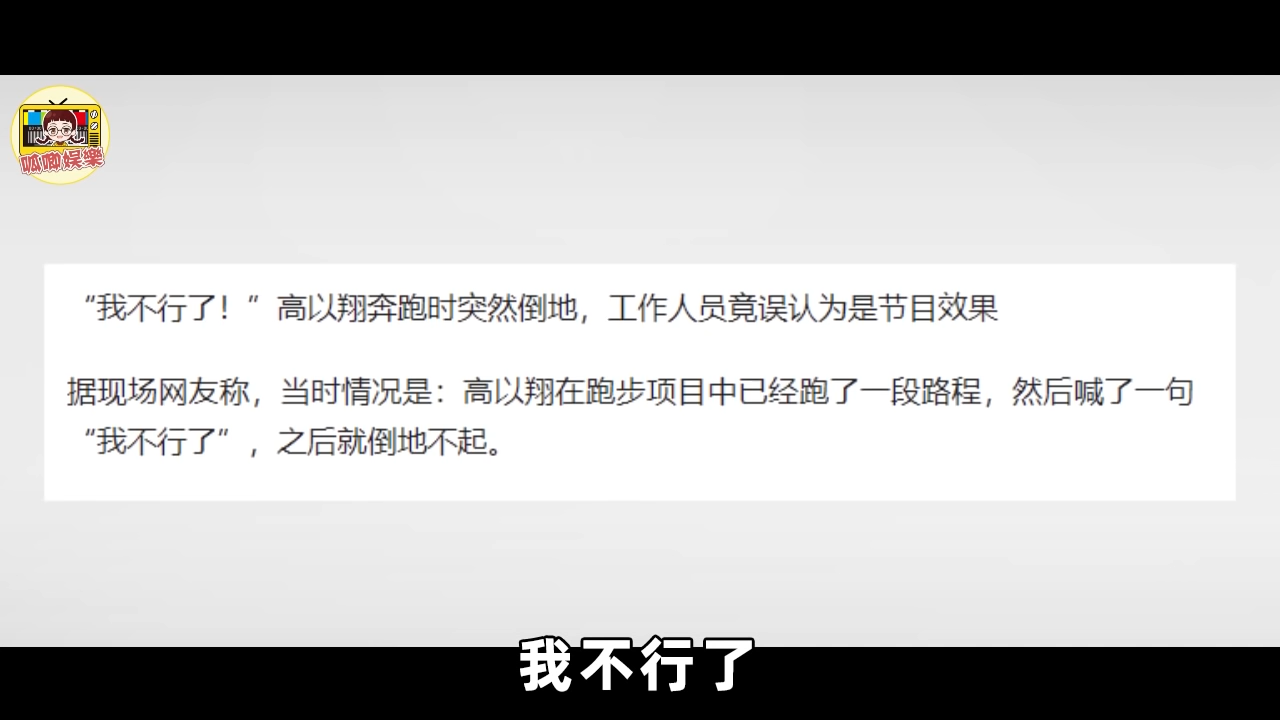 呱唧娱樂
“我不行了！”高以翔奔跑时突然倒地，工作人员竟误认为是节目效果
据现场网友称，当时情况是：高以翔在跑步项目中已经跑了一段路程，然后喊了一句
“我不行了”，之后就倒地不起。
我不行了